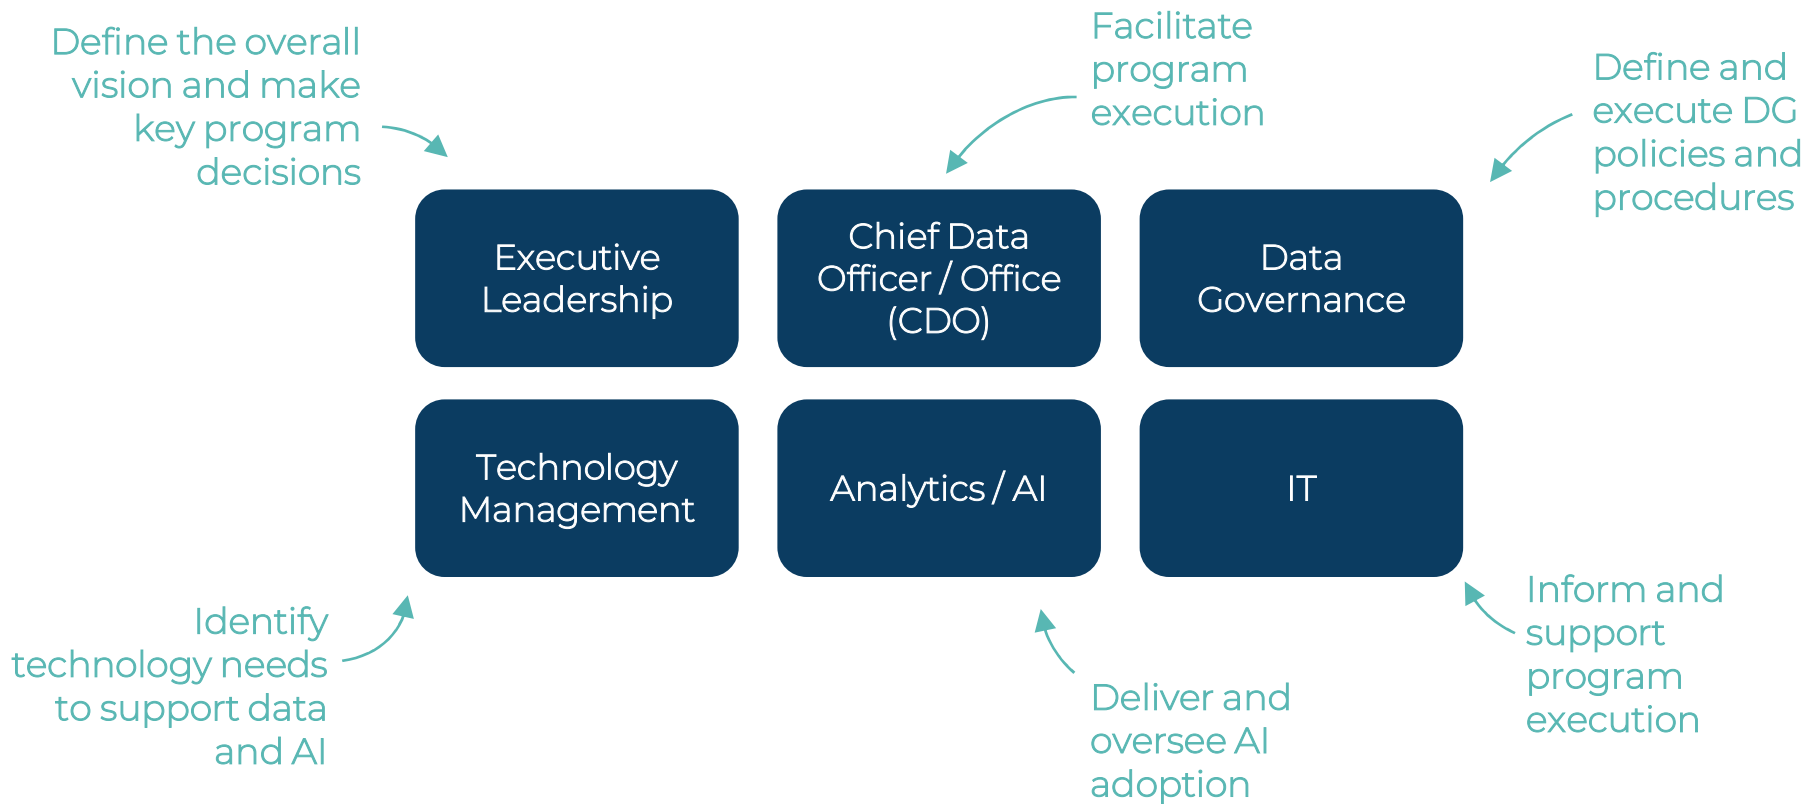 Define the overall
vision and make
key program
decisions
Facilitate
program
execution
Define and
execute DG
policies and
procedures
Executive
Leadership
Chief Data
Officer / Office
(CDO)
Data
Governance
Technology
Management
Analytics / AI
IT
Identify
technology needs
to support data
and AI
Deliver and
oversee AI
adoption
Inform and
support
program
execution